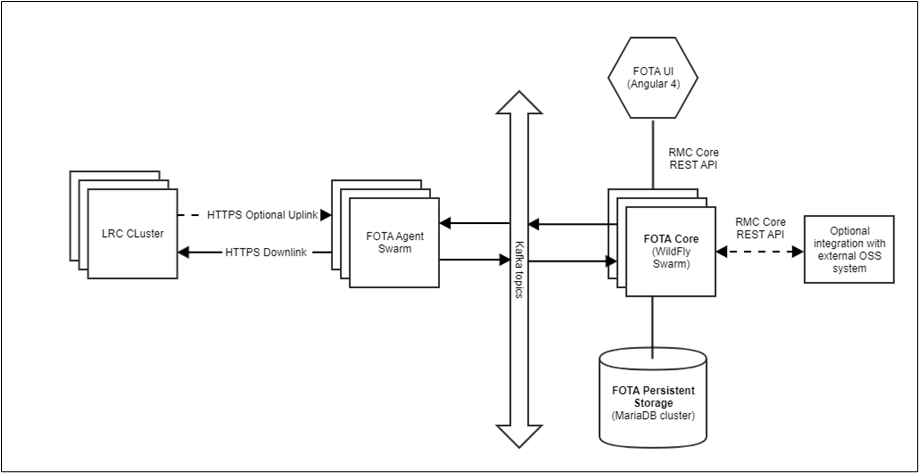 FOTA UI
(Angular 4)
RMC Core
REST API
LRC CLuster
HTTPS Optional Uplink
HTTPS Downlink
FOTA Agent
Swarm
Kafka topics
FOTA Core
(WildFly
Swarm)
RMC Core
REST API
Optional
integration with
external OSS
system
FOTA Persistent
Storage
(MariaDB cluster)